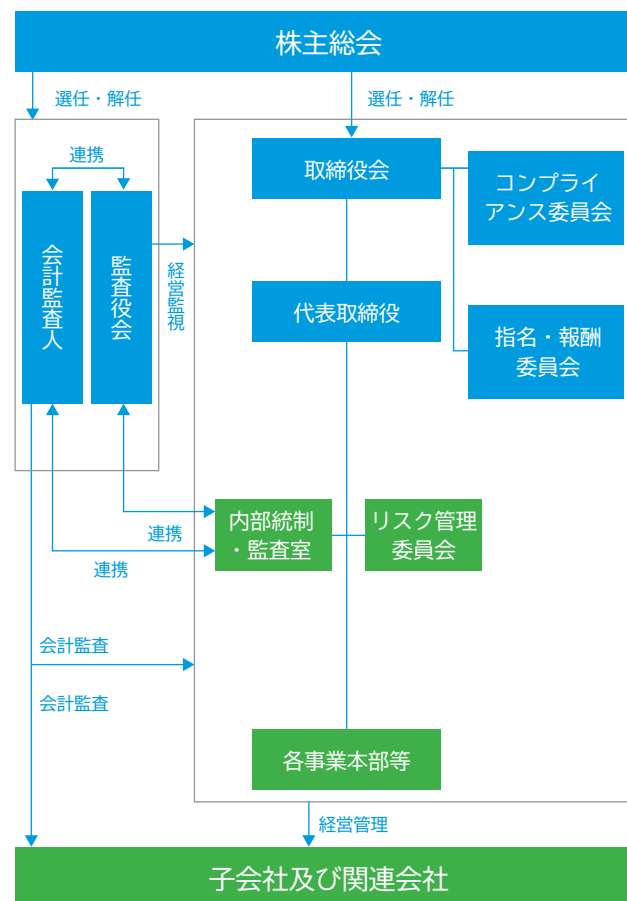 株主総会
選任・解任
選任・解任
連携
会計監査人
監査役会
経営監視
取締役会
コンプライ
アンス委員会
代表取締役
指名・報酬
委員会
内部統制
・監査室
リスク管理
委員会
連携
連携
会計監査
会計監査
各事業本部等
経営管理
子会社及び関連会社